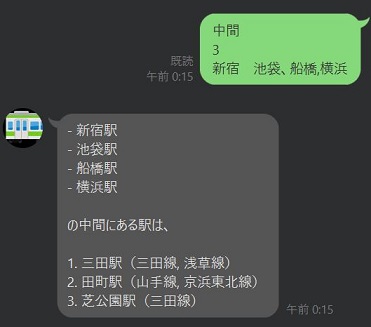 中間
3
新宿　池袋、船橋,横浜
既読
午前 0:15
- 新宿駅
- 池袋駅
- 船橋駅
- 横浜駅
の中間にある駅は、
1. 三田駅（三田線, 浅草線）
2. 田町駅（山手線, 京浜東北線）
3. 芝公園駅（三田線）
午前 0:15